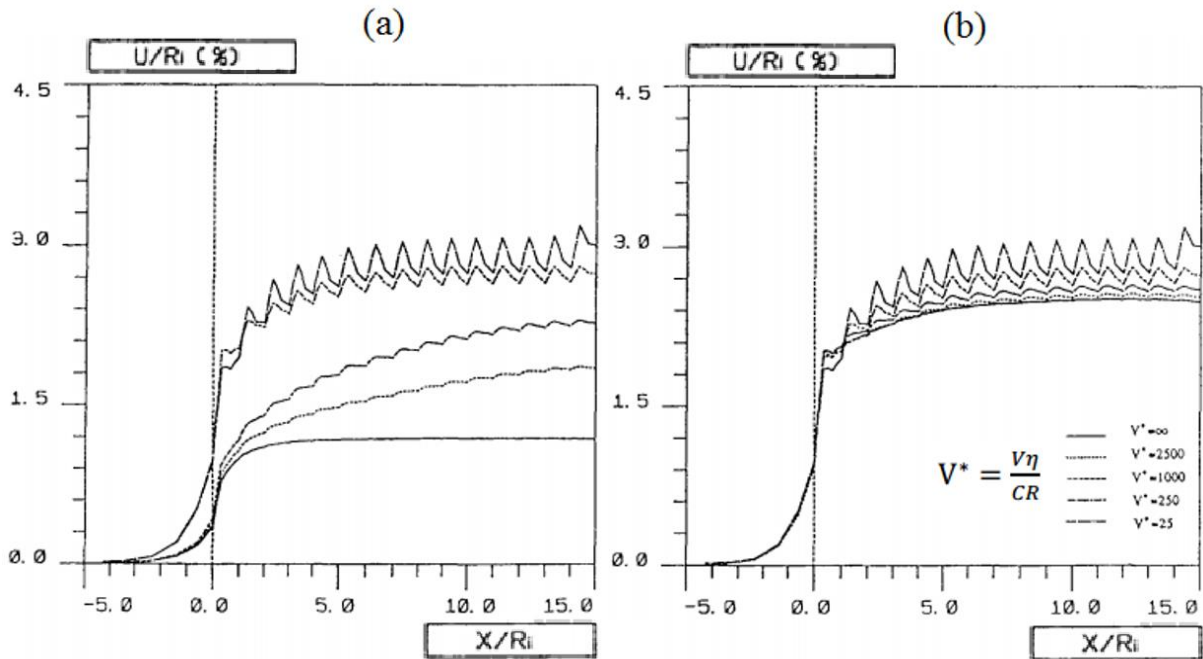 (a)
U/Ri (%)
4.5
3.0
1.5
0.0
-5.0 0.0 5.0 10.0 15.0
X/Ri
(b)
U/Ri (%)
4.5
3.0
1.5
0.0
-5.0 0.0 5.0 10.0 15.0
X/Ri
V* = Vη/CR
V*=∞
V*=2500
V*=1000
V*=250
V*=25